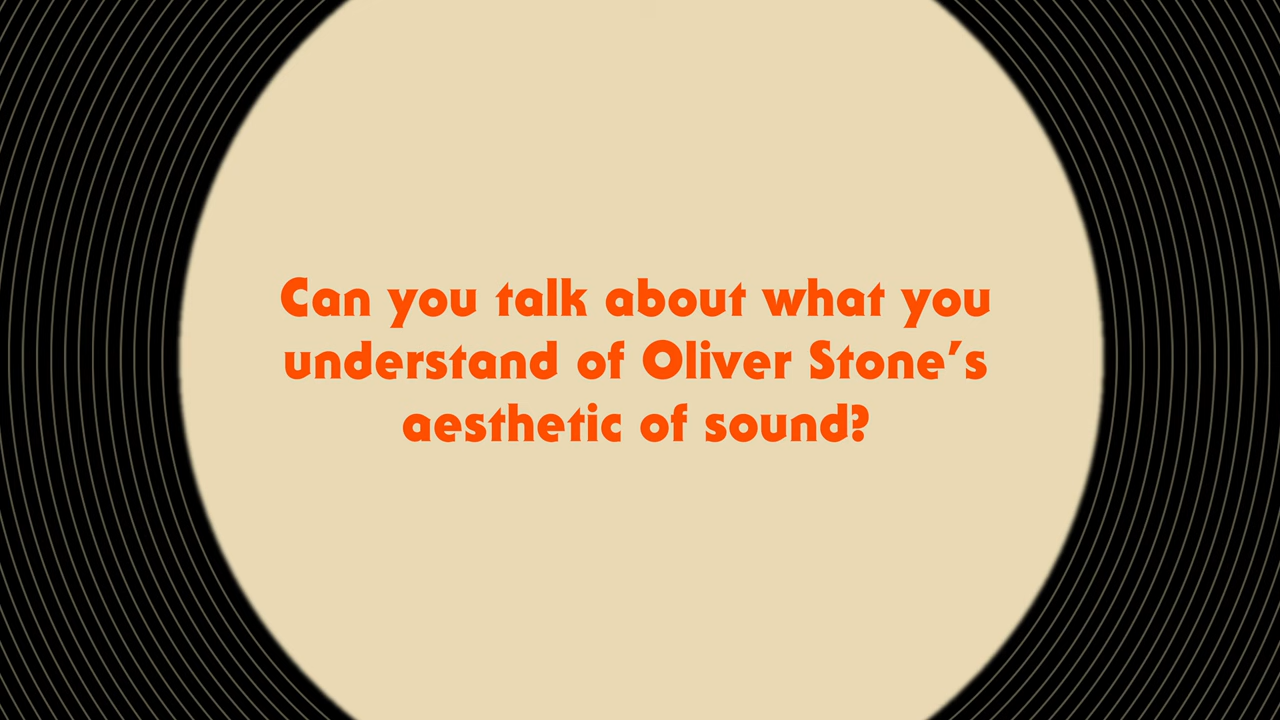 Can you talk about what you
understand of Oliver Stone’s
aesthetic of sound?